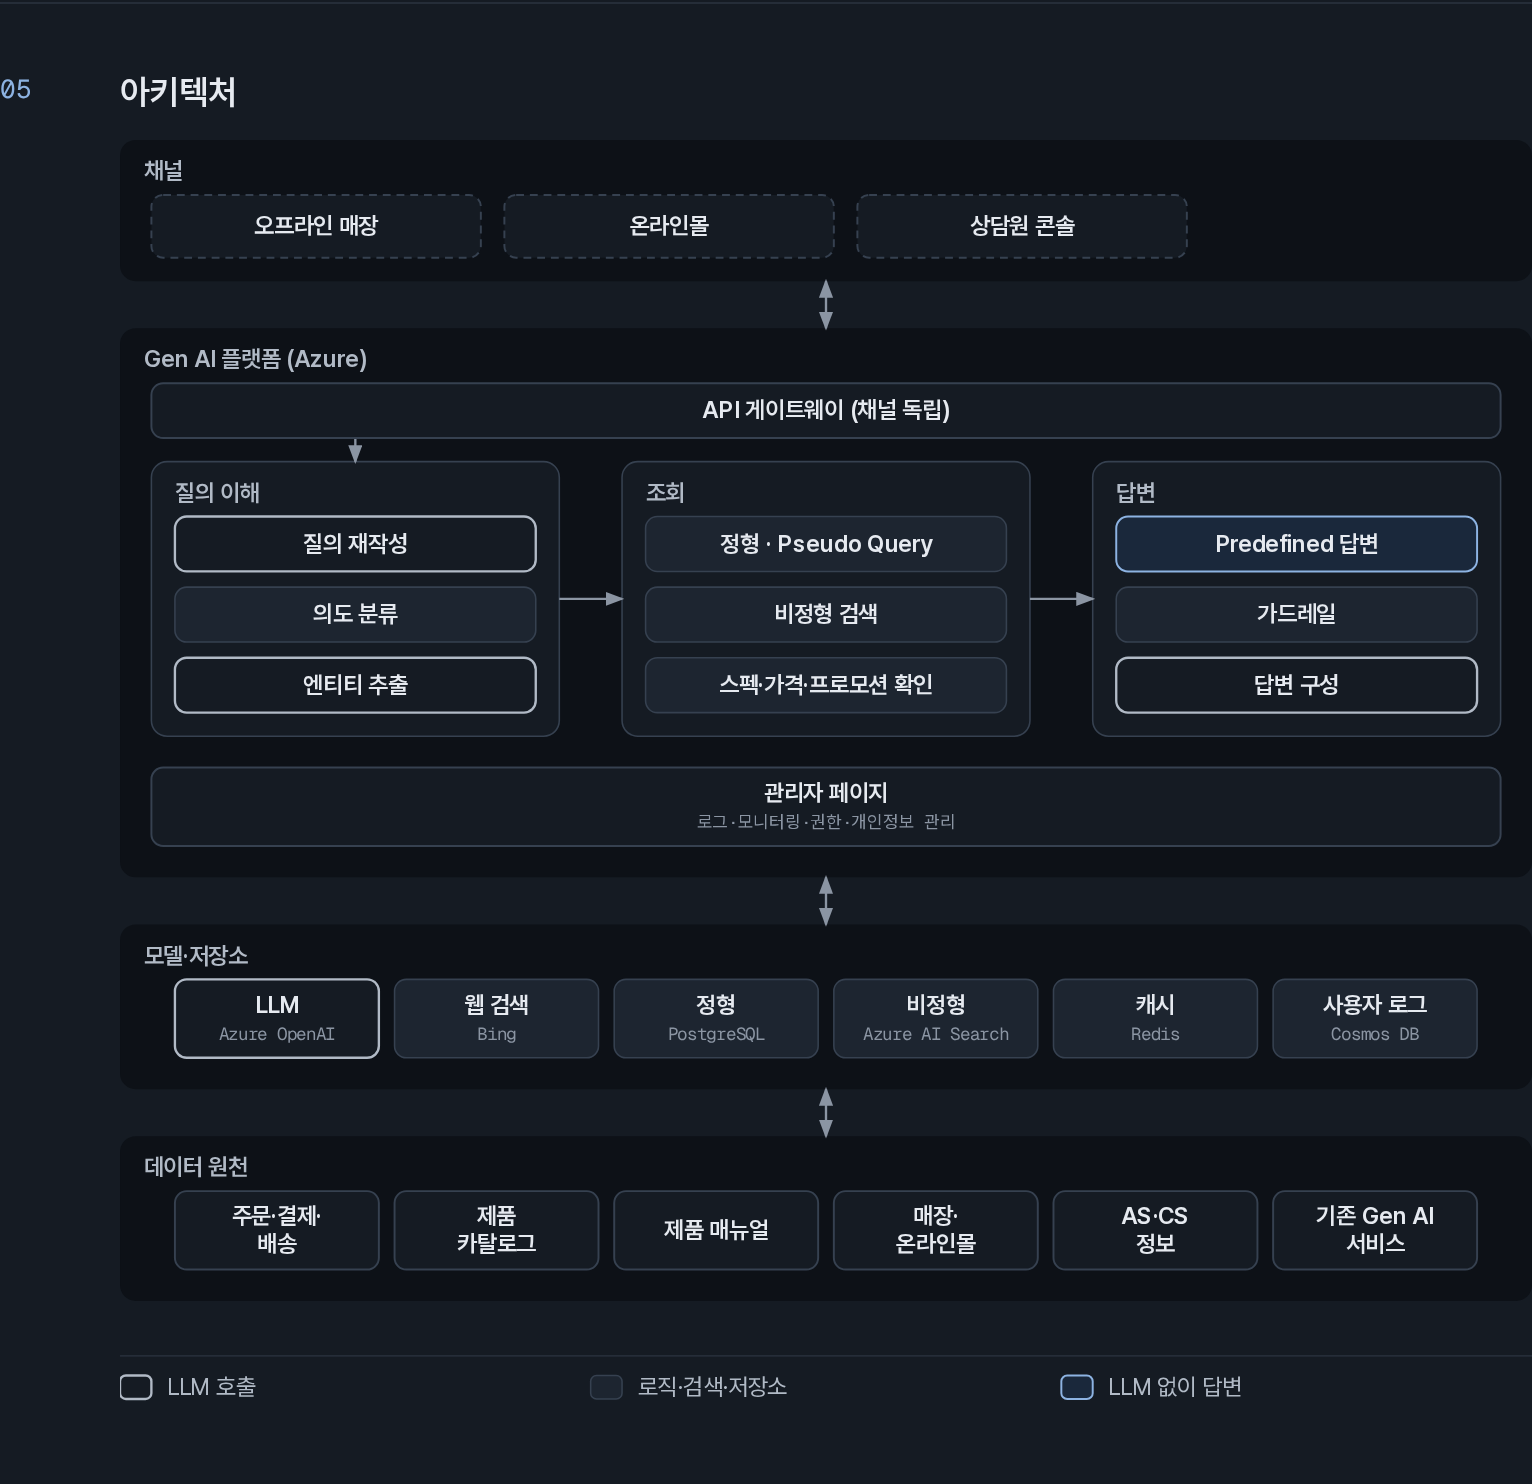 05
아키텍처
채널
오프라인 매장
온라인몰
상담원 콘솔
Gen AI 플랫폼 (Azure)
API 게이트웨이 (채널 독립)
질의 이해
질의 재작성
의도 분류
엔티티 추출
조회
정형 · Pseudo Query
비정형 검색
스펙·가격·프로모션 확인
답변
Predefined 답변
가드레일
답변 구성
관리자 페이지
로그·모니터링·권한·개인정보 관리
모델·저장소
LLM
Azure OpenAI
웹 검색
Bing
정형
PostgreSQL
비정형
Azure AI Search
캐시
Redis
사용자 로그
Cosmos DB
데이터 원천
주문·결제·
배송
제품
카탈로그
제품 매뉴얼
매장·
온라인몰
AS·CS
정보
기존 Gen AI
서비스
LLM 호출
로직·검색·저장소
LLM 없이 답변